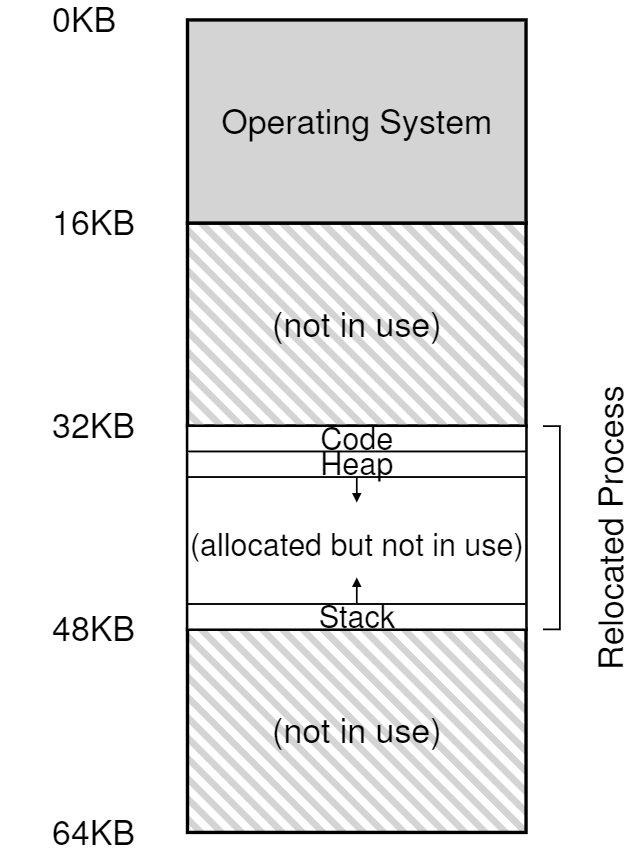 0KB
Operating System
16KB
(not in use)
32KB
Code
Heap
(allocated but not in use)
Stack
48KB
(not in use)
64KB
Relocated Process